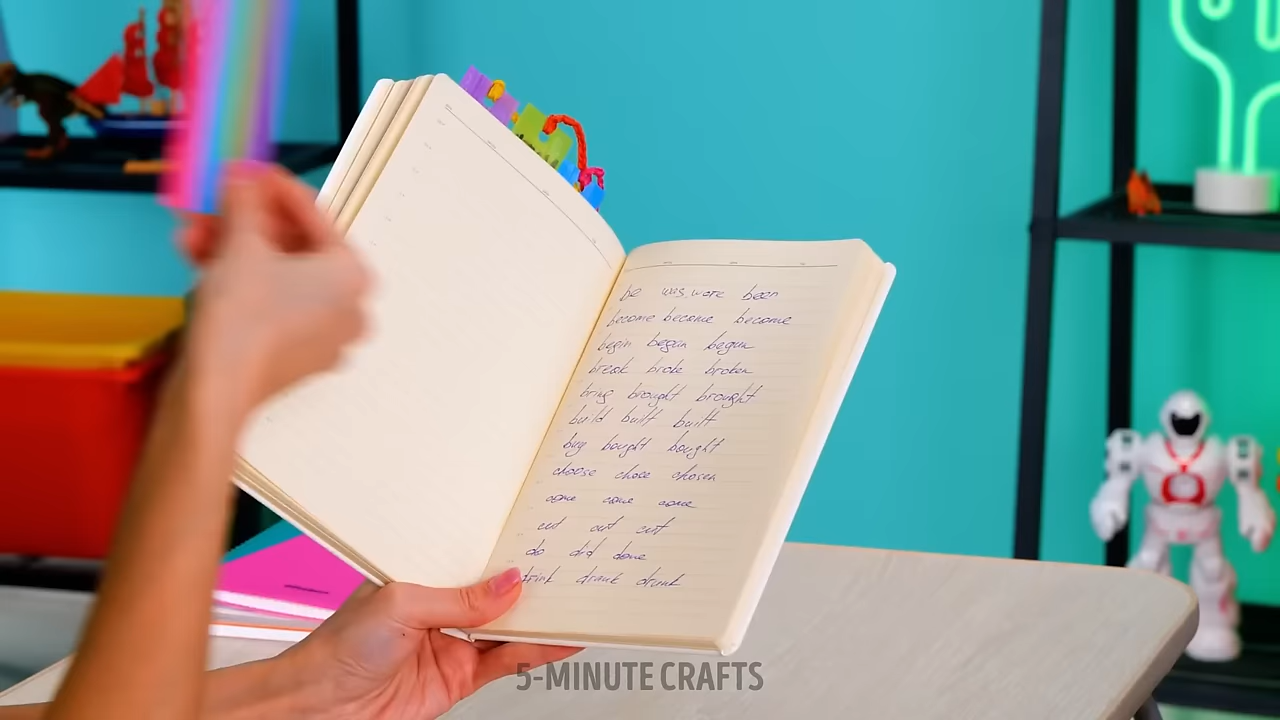 be was, were been
become became become
begin began begun
break broke broken
bring brought brought
build built built
buy bought bought
choose chose chosen
come came come
cut cut cut
do did done
drink drank drunk
5-MINUTE CRAFTS